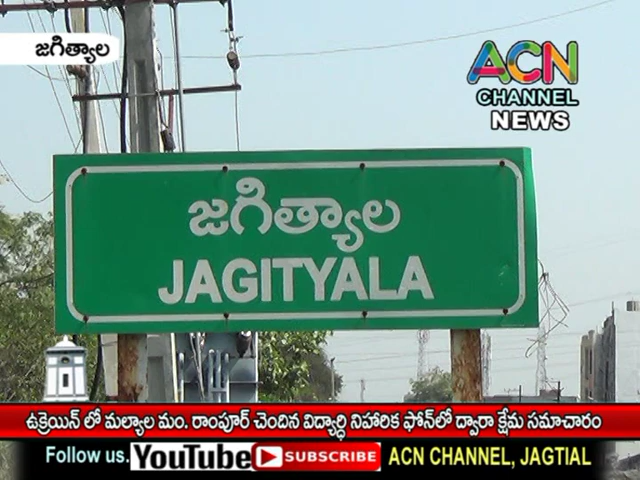 జగిత్యాల
ACN
CHANNEL
NEWS
జగిత్యాల
JAGITYALA
ఉక్రెయిన్ లో మల్యాల మం. రాంపూర్ చెందిన విద్యార్ధి నిహారిక ఫోన్‌లో ద్వారా క్షేమ సమాచారం
Follow us. YouTube SUBSCRIBE ACN CHANNEL, JAGTIAL